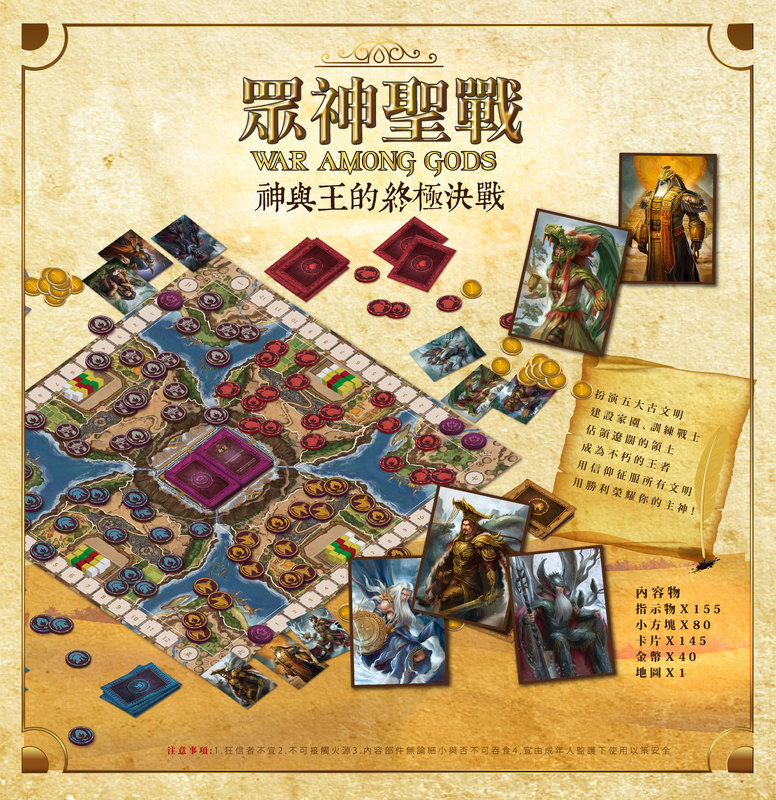 眾神聖戰
WAR AMONG GODS
神與王的終極決戰
扮演五大古文明
建設家園、訓練戰士
佔領遼闊的領土
成為不朽的王者
用信仰征服所有文明
用勝利榮耀你的主神!
內容物
指示物X155
小方塊X80
卡片X145
金幣X40
地圖X1
注意事項:1.狂信者不宜2.不可接觸火源3.內容部件無論細小與否不可吞食4.宜由成年人監護下使用以策安全